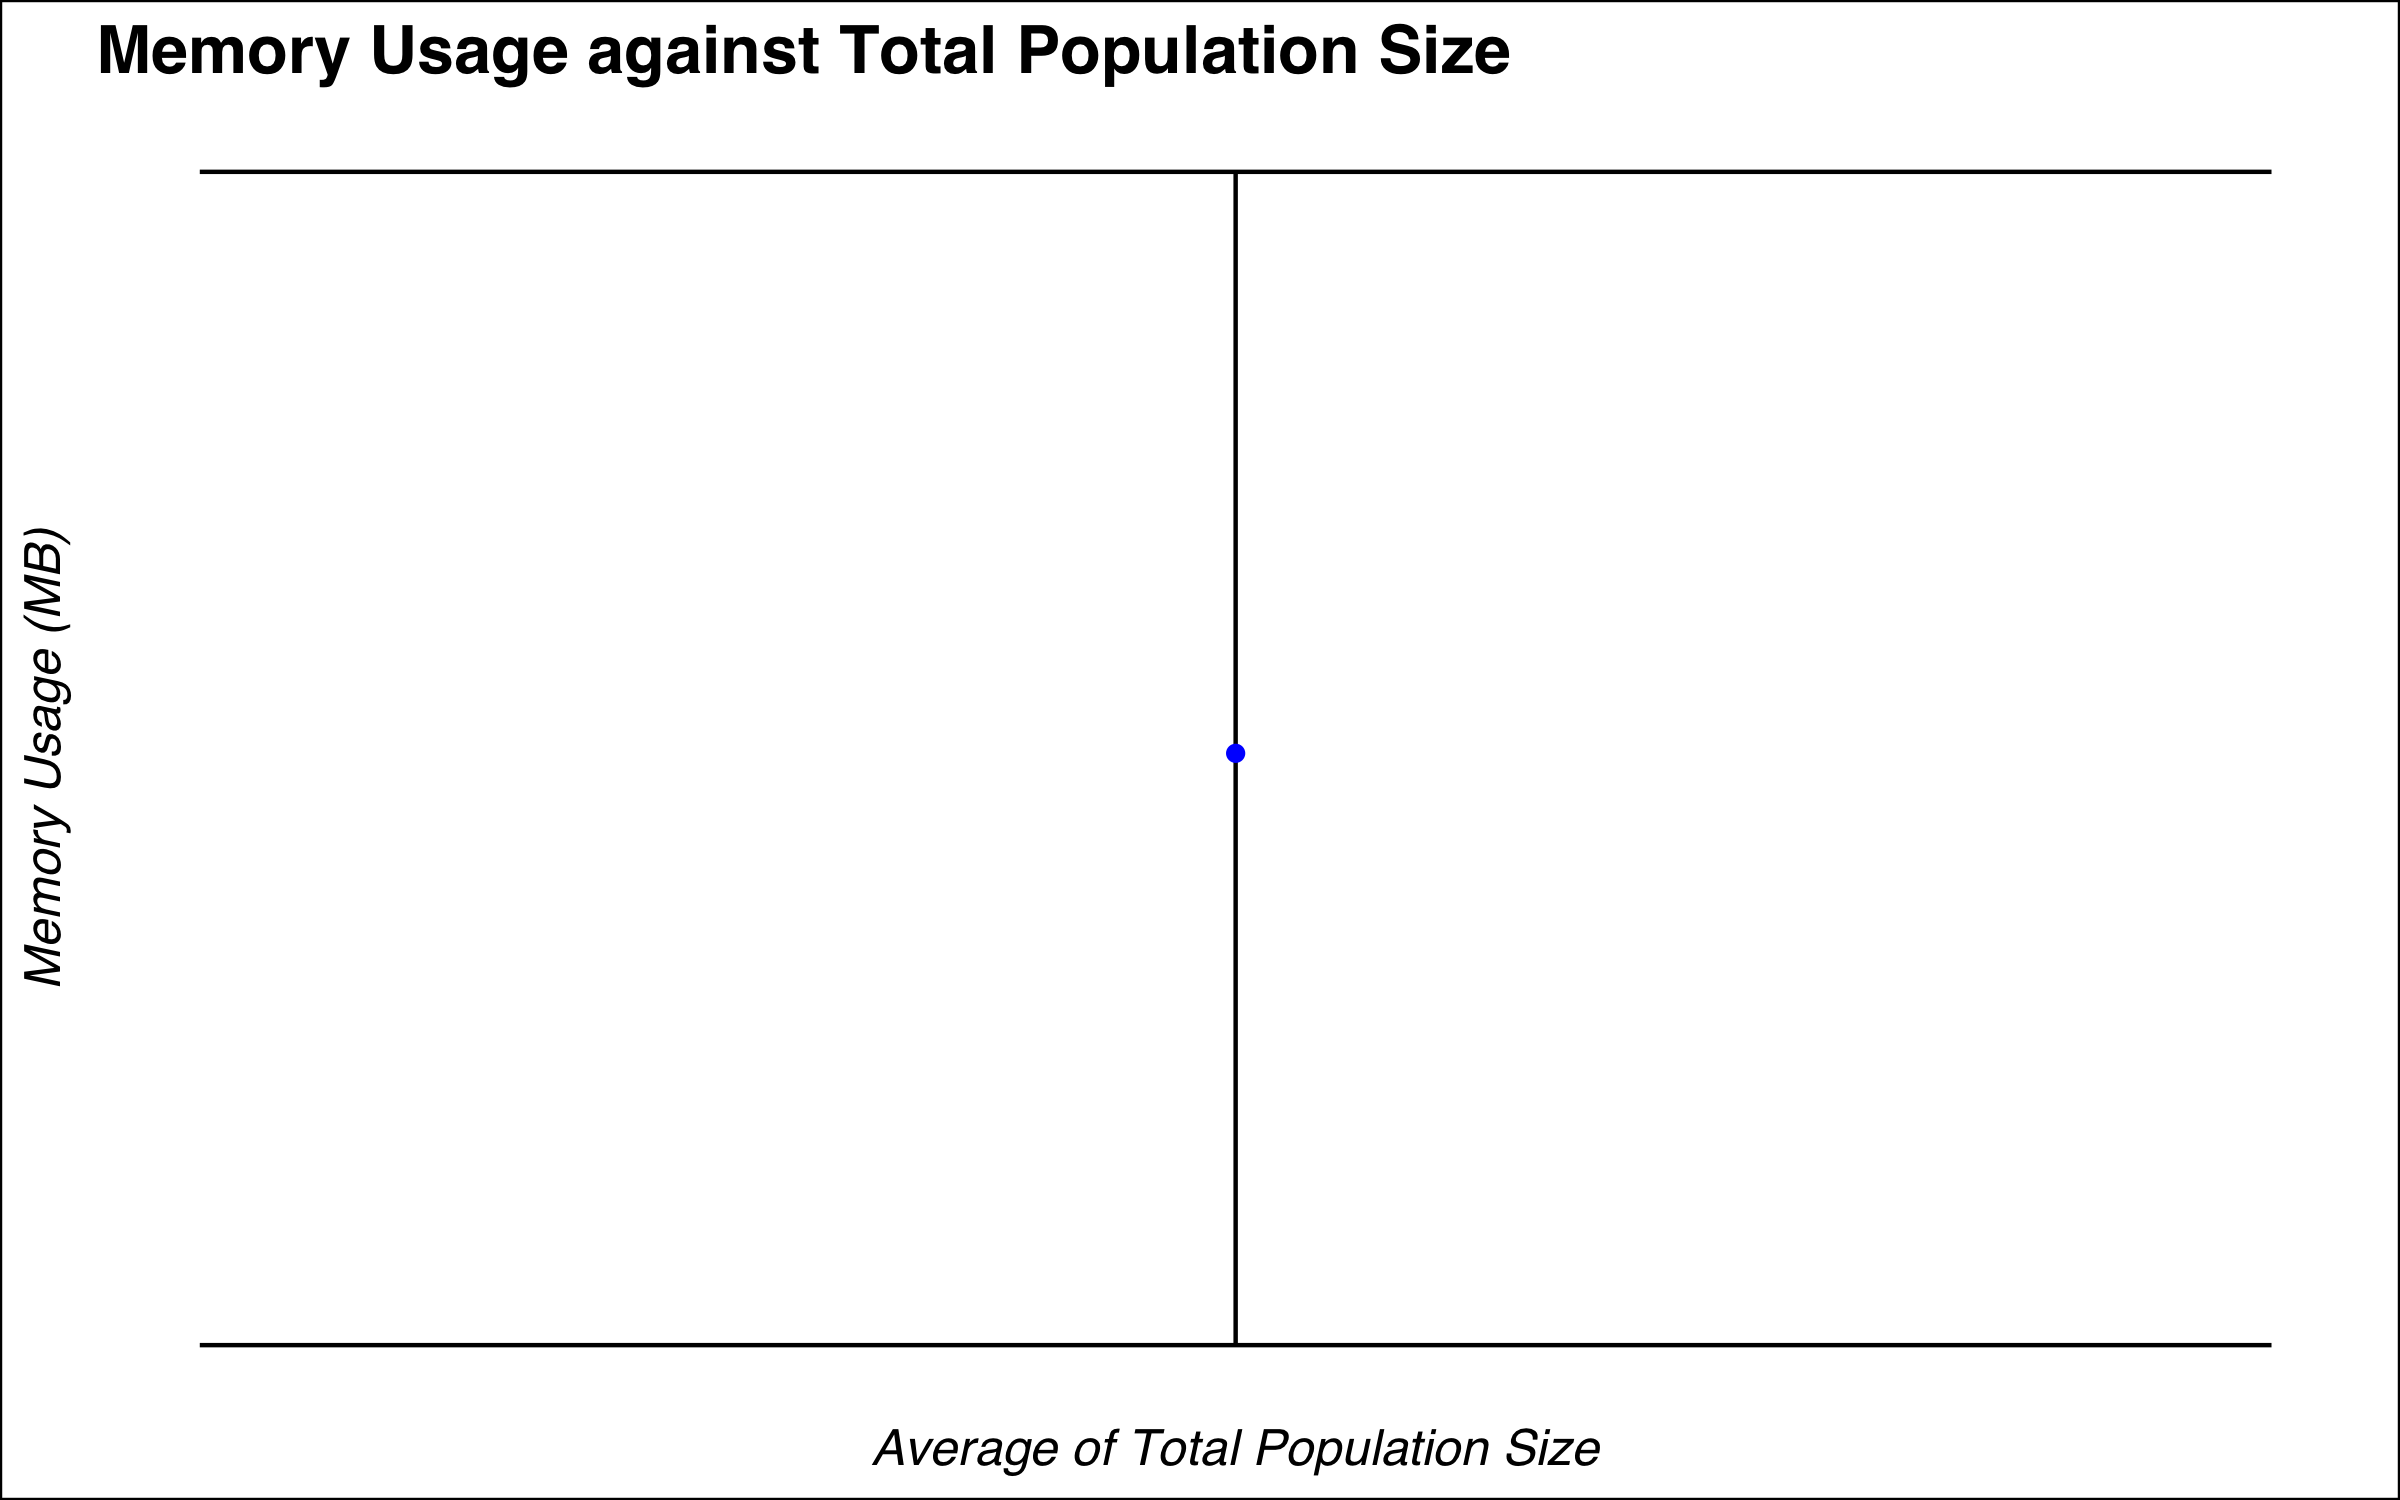 Memory Usage against Total Population Size
Memory Usage (MB)
Average of Total Population Size